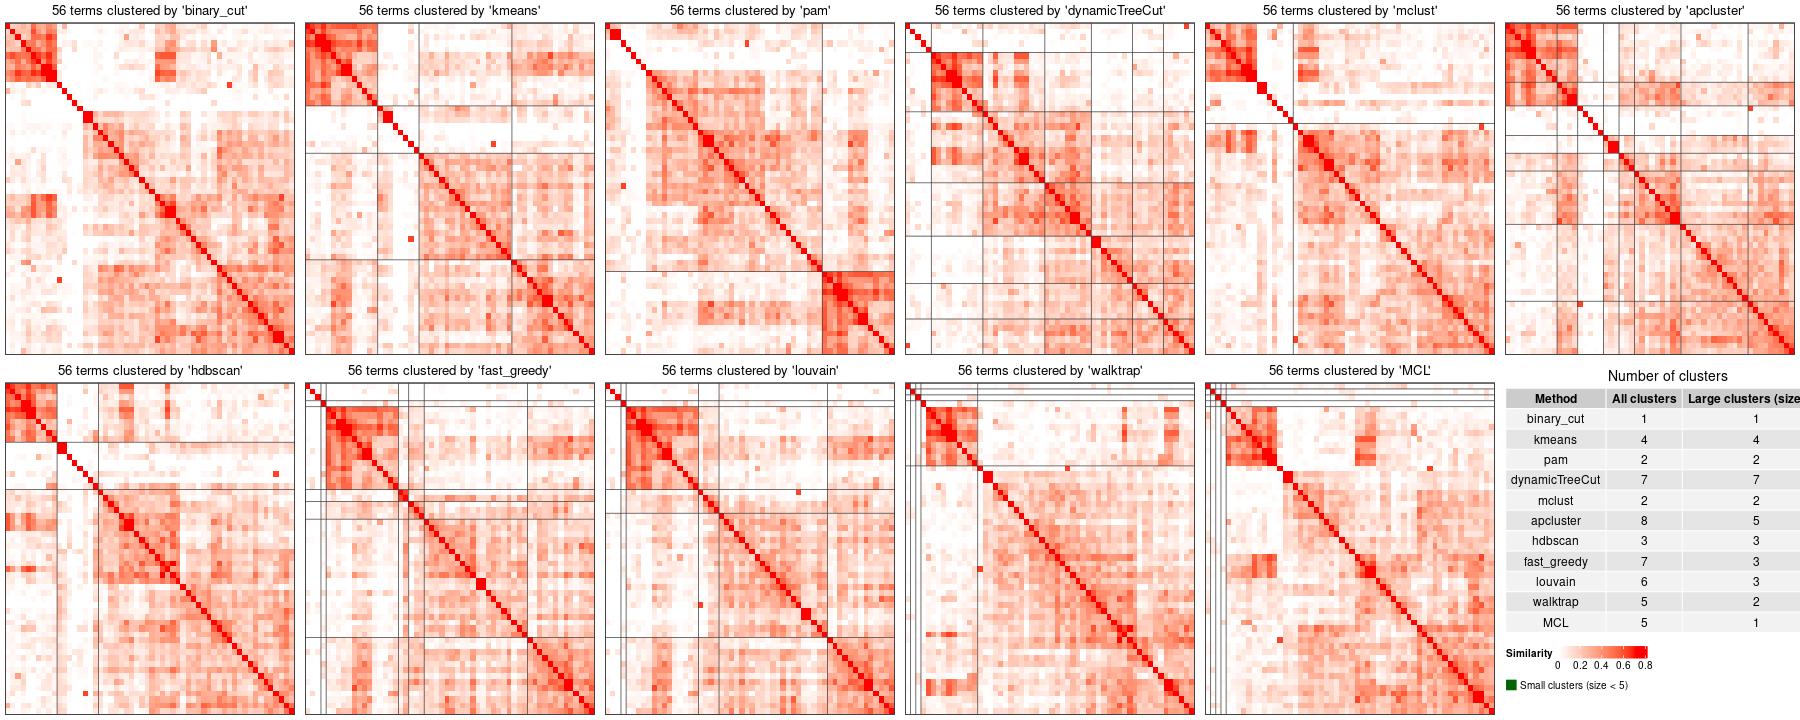 56 terms clustered by 'binary_cut'
56 terms clustered by 'kmeans'
56 terms clustered by 'pam'
56 terms clustered by 'dynamicTreeCut'
56 terms clustered by 'mclust'
56 terms clustered by 'apcluster'
56 terms clustered by 'hdbscan'
56 terms clustered by 'fast_greedy'
56 terms clustered by 'louvain'
56 terms clustered by 'walktrap'
56 terms clustered by 'MCL'
Number of clusters
Method All clusters Large clusters (size
binary_cut 1 1
kmeans 4 4
pam 2 2
dynamicTreeCut 7 7
mclust 2 2
apcluster 8 5
hdbscan 3 3
fast_greedy 7 3
louvain 6 3
walktrap 5 2
MCL 5 1
Similarity
0 0.2 0.4 0.6 0.8
Small clusters (size < 5)